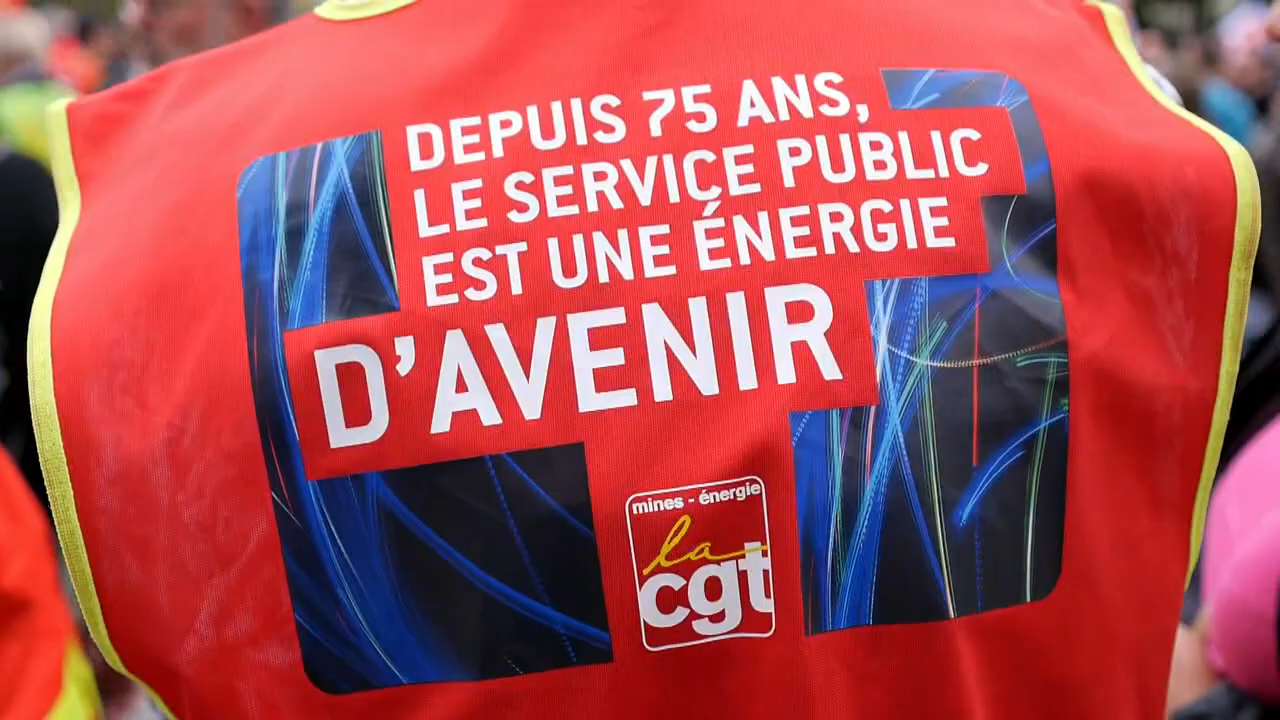 DEPUIS 75 ANS,
LE SERVICE PUBLIC
EST UNE ÉNERGIE
D'AVENIR
mines - énergie
la
cgt